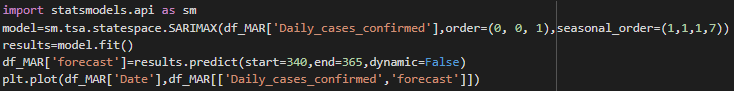 import statsmodels.api as sm
model=sm.tsa.statespace.SARIMAX(df_MAR['Daily_cases_confirmed'],order=(0, 0, 1),seasonal_order=(1,1,1,7))
results=model.fit()
df_MAR['forecast']=results.predict(start=340,end=365,dynamic=False)
plt.plot(df_MAR['Date'],df_MAR[['Daily_cases_confirmed','forecast']])